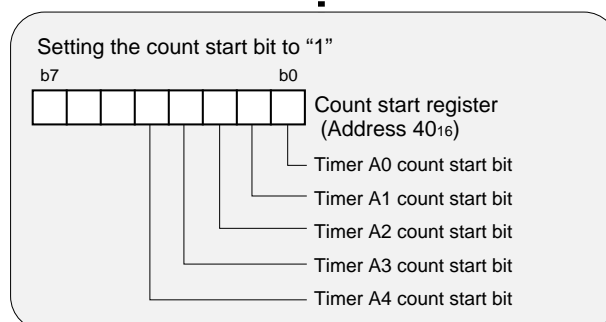 Setting the count start bit to “1”
b7 b0
Count start register
(Address 4016)
Timer A0 count start bit
Timer A1 count start bit
Timer A2 count start bit
Timer A3 count start bit
Timer A4 count start bit